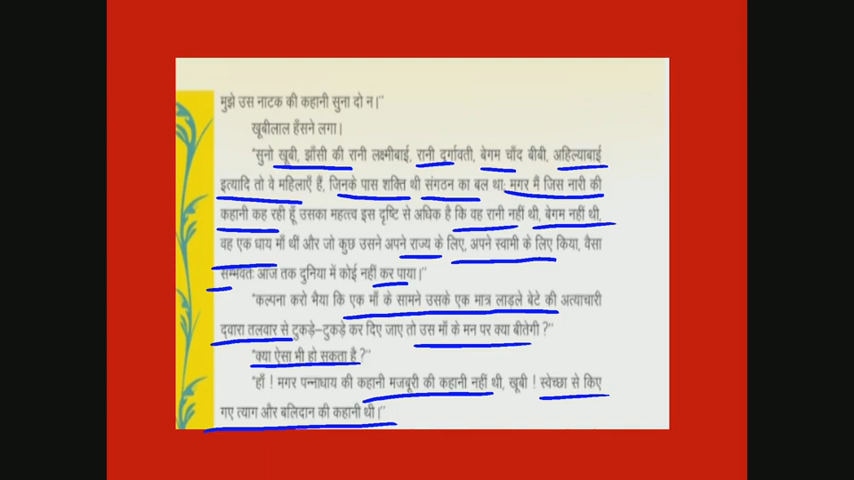 मुझे उस नाटक की कहानी सुना दो न।"
खूबीलाल हँसने लगा।
"सुनो खूबी, झाँसी की रानी लक्ष्मीबाई, रानी दुर्गावती, बेगम चाँद बीबी, अहिल्याबाई
इत्यादि तो वे महिलाएँ हैं, जिनके पास शक्ति थी संगठन का बल था; मगर मैं जिस नारी की
कहानी कह रही हूँ उसका महत्त्व इस दृष्टि से अधिक है कि वह रानी नहीं थी, बेगम नहीं थी,
वह एक धाय माँ थीं और जो कुछ उसने अपने राज्य के लिए, अपने स्वामी के लिए किया, वैसा
सम्भवतः आज तक दुनिया में कोई नहीं कर पाया।"
"कल्पना करो भैया कि एक माँ के सामने उसके एक मात्र लाड़ले बेटे की अत्याचारी
द्वारा तलवार से टुकड़े-टुकड़े कर दिए जाए तो उस माँ के मन पर क्या बीतेगी ?"
"क्या ऐसा भी हो सकता है ?"
"हाँ ! मगर पन्नाधाय की कहानी मजबूरी की कहानी नहीं थी, खूबी ! स्वेच्छा से किए
गए त्याग और बलिदान की कहानी थी।"